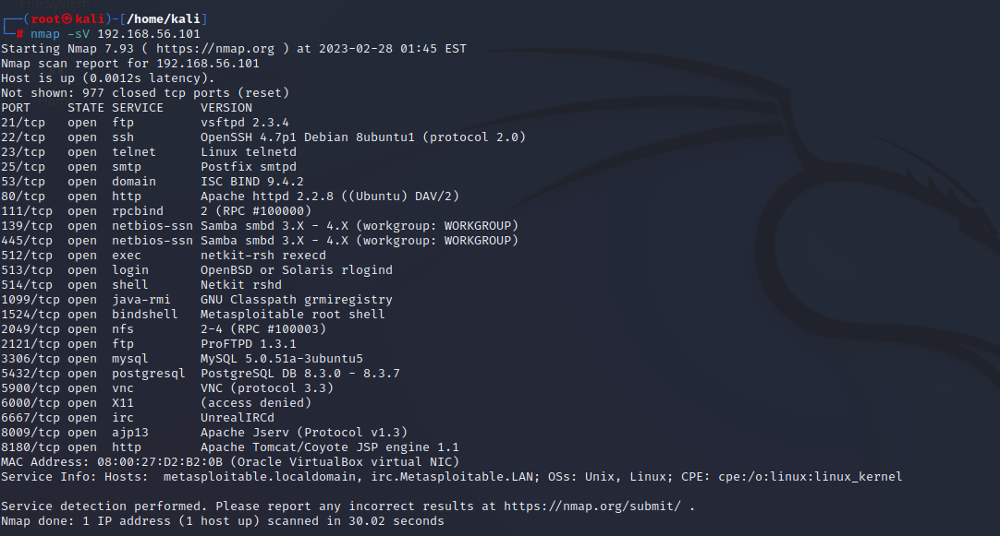 FileSystem
┌──(root㉿kali)-[/home/kali]
└─# nmap -sV 192.168.56.101
Starting Nmap 7.93 ( https://nmap.org ) at 2023-02-28 01:45 EST
Nmap scan report for 192.168.56.101
Host is up (0.0012s latency).
Not shown: 977 closed tcp ports (reset)
PORT     STATE SERVICE     VERSION
21/tcp   open  ftp         vsftpd 2.3.4
22/tcp   open  ssh         OpenSSH 4.7p1 Debian 8ubuntu1 (protocol 2.0)
23/tcp   open  telnet      Linux telnetd
25/tcp   open  smtp        Postfix smtpd
53/tcp   open  domain      ISC BIND 9.4.2
80/tcp   open  http        Apache httpd 2.2.8 ((Ubuntu) DAV/2)
111/tcp  open  rpcbind     2 (RPC #100000)
139/tcp  open  netbios-ssn Samba smbd 3.X - 4.X (workgroup: WORKGROUP)
445/tcp  open  netbios-ssn Samba smbd 3.X - 4.X (workgroup: WORKGROUP)
512/tcp  open  exec        netkit-rsh rexecd
513/tcp  open  login       OpenBSD or Solaris rlogind
514/tcp  open  shell       Netkit rshd
1099/tcp open  java-rmi    GNU Classpath grmiregistry
1524/tcp open  bindshell   Metasploitable root shell
2049/tcp open  nfs         2-4 (RPC #100003)
2121/tcp open  ftp         ProFTPD 1.3.1
3306/tcp open  mysql       MySQL 5.0.51a-3ubuntu5
5432/tcp open  postgresql  PostgreSQL DB 8.3.0 - 8.3.7
5900/tcp open  vnc         VNC (protocol 3.3)
6000/tcp open  X11         (access denied)
6667/tcp open  irc         UnrealIRCd
8009/tcp open  ajp13       Apache Jserv (Protocol v1.3)
8180/tcp open  http        Apache Tomcat/Coyote JSP engine 1.1
MAC Address: 08:00:27:D2:B2:0B (Oracle VirtualBox virtual NIC)
Service Info: Hosts:  metasploitable.localdomain, irc.Metasploitable.LAN; OSs: Unix, Linux; CPE: cpe:/o:linux:linux_kernel

Service detection performed. Please report any incorrect results at https://nmap.org/submit/ .
Nmap done: 1 IP address (1 host up) scanned in 30.02 seconds